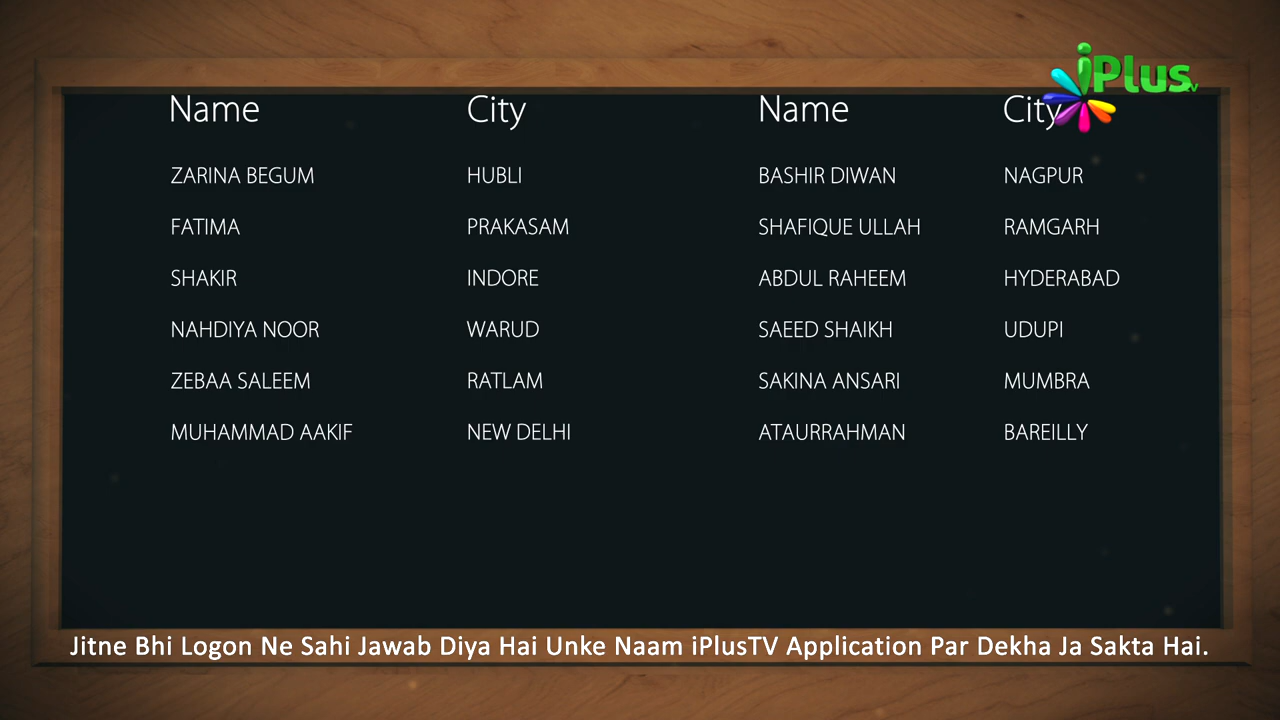 iPlus TV
Name City Name City
ZARINA BEGUM HUBLI BASHIR DIWAN NAGPUR
FATIMA PRAKASAM SHAFIQUE ULLAH RAMGARH
SHAKIR INDORE ABDUL RAHEEM HYDERABAD
NAHDIYA NOOR WARUD SAEED SHAIKH UDUPI
ZEBAA SALEEM RATLAM SAKINA ANSARI MUMBRA
MUHAMMAD AAKIF NEW DELHI ATAURRAHMAN BAREILLY
Jitne Bhi Logon Ne Sahi Jawab Diya Hai Unke Naam iPlusTV Application Par Dekha Ja Sakta Hai.